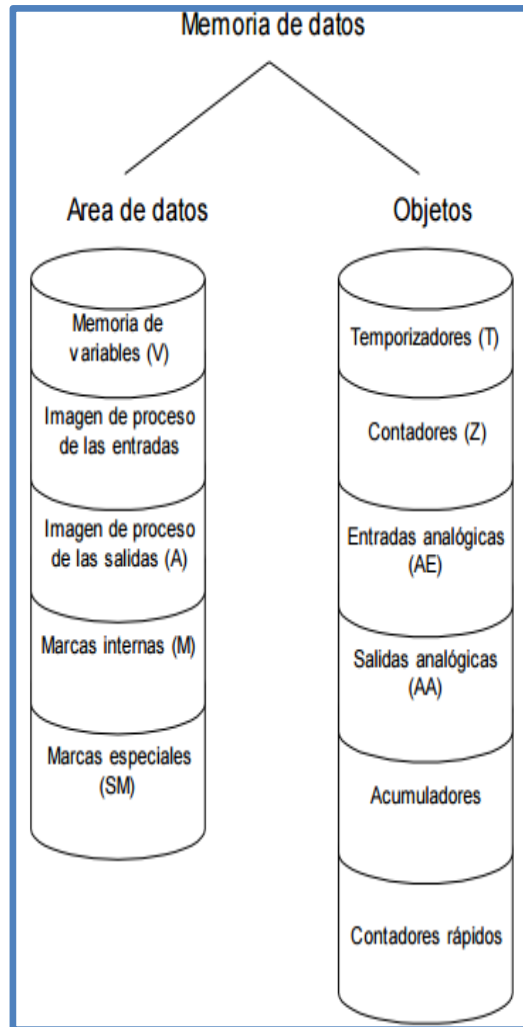 Memoria de datos
Area de datos
Memoria de
variables (V)
Imagen de proceso
de las entradas
Imagen de proceso
de las salidas (A)
Marcas internas (M)
Marcas especiales
(SM)
Objetos
Temporizadores (T)
Contadores (Z)
Entradas analógicas
(AE)
Salidas analógicas
(AA)
Acumuladores
Contadores rápidos